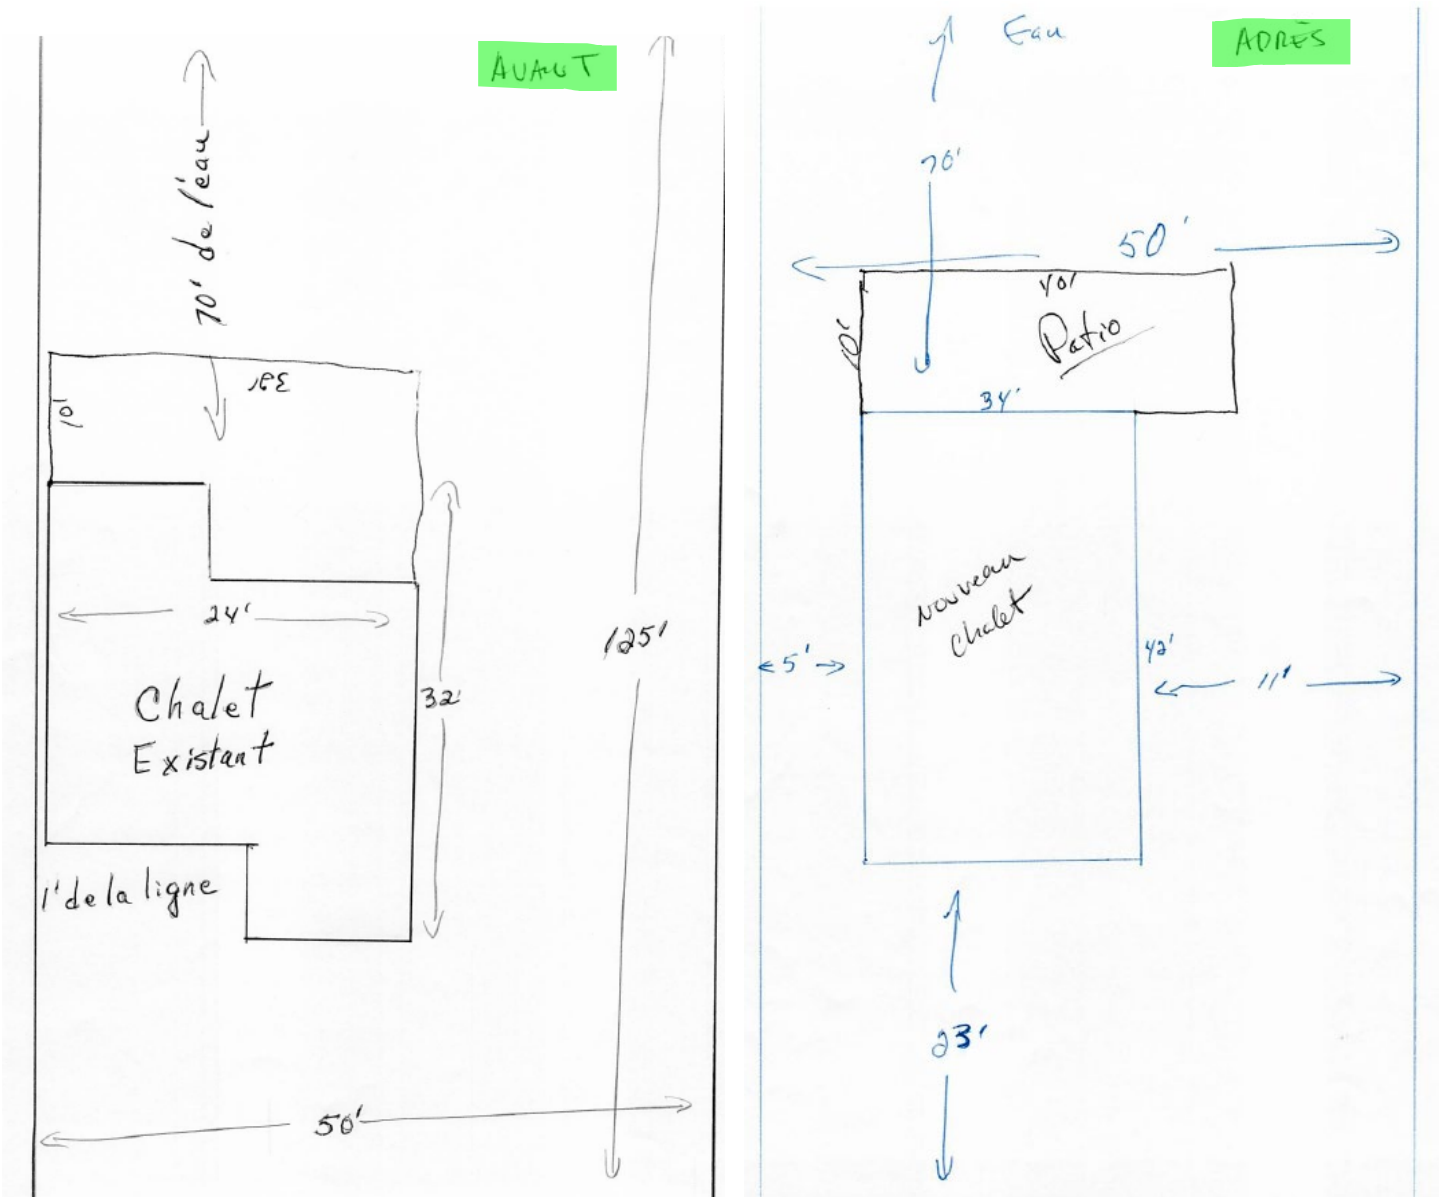 AVANT
70' de l'eau
32'
10'
24'
Chalet
Existant
32'
125'
1' de la ligne
50'
Eau
APRÈS
70'
50'
40'
10'
Patio
34'
Nouveau
Chalet
5'
42'
11'
23'